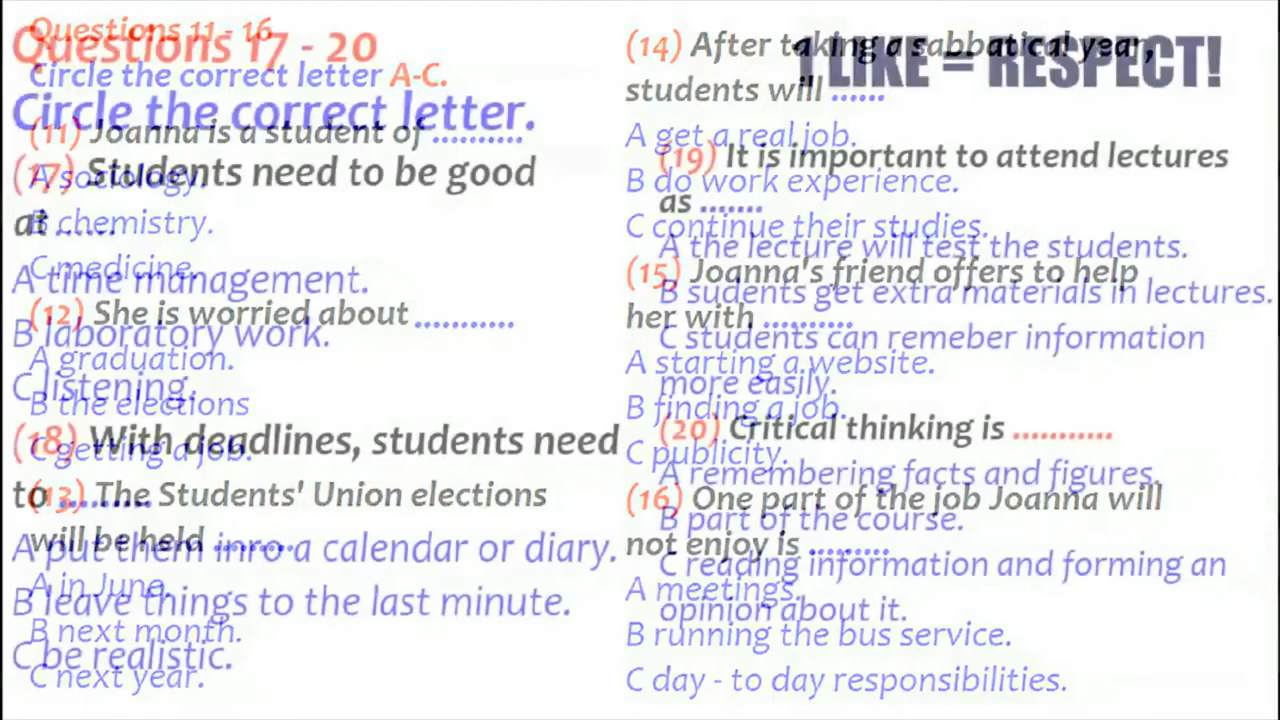 Questions 11 - 16
Circle the correct letter A-C.
(11) Joanna is a student of ..........
A sociology.
B chemistry.
C medicine.
(12) She is worried about ...........
A graduation.
B the elections
C getting a job.
(13) The Students' Union elections
will be held .........
A in June.
B next month.
C next year.
(14) After taking a sabbatical year,
students will ......
A get a real job.
B do work experience.
C continue their studies.
(15) Joanna's friend offers to help
her with ..........
A starting a website.
B finding a job.
C publicity.
(16) One part of the job Joanna will
not enjoy is .........
A meetings.
B running the bus service.
C day - to day responsibilities.
Questions 17 - 20
Circle the correct letter.
(17) Students need to be good
at ......
A time management.
B laboratory work.
C listening.
(18) With deadlines, students need
to ..........
A put them inro a calendar or diary.
B leave things to the last minute.
C be realistic.
1 LIKE = RESPECT!
(19) It is important to attend lectures
as .......
A the lecture will test the students.
B sudents get extra materials in lectures.
C students can remeber information
more easily.
(20) Critical thinking is ...........
A remembering facts and figures.
B part of the course.
C reading information and forming an
opinion about it.